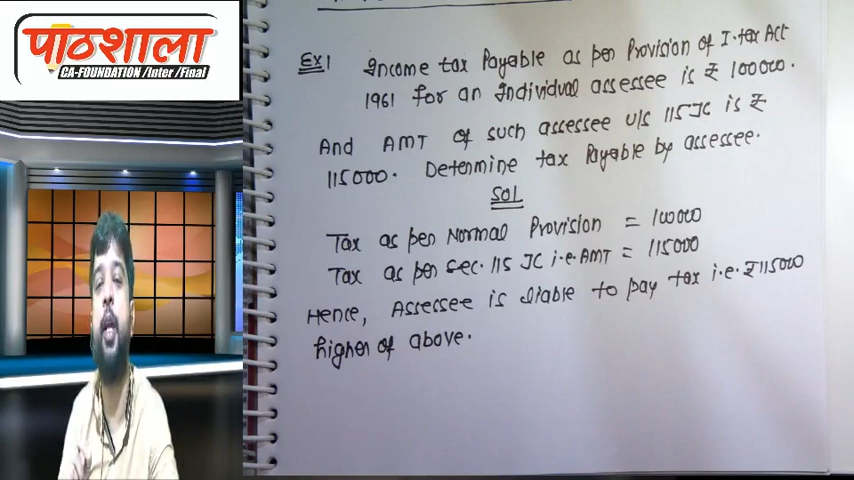 पाठशाला
CA-FOUNDATION /Inter /Final
Ex1 Income tax Payable as per Provision of I.tax Act
1961 for an Individual assessee is ₹ 100000.
And AMT of such assessee u/s 115JC is ₹
115000. Determine tax Payable by assessee.
Sol
Tax as per Normal Provision = 100000
Tax as per Sec. 115 JC i.e. AMT = 115000
Hence, Assessee is liable to pay tax i.e. ₹115000
higher of above.